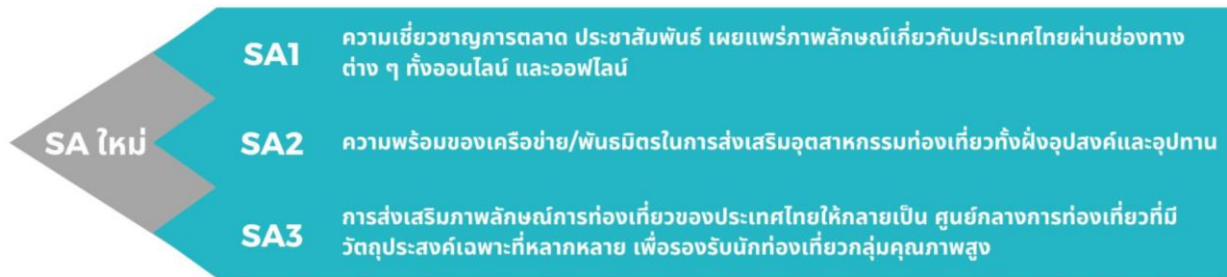 SA ใหม่
SA1
ความเชี่ยวชาญการตลาด ประชาสัมพันธ์ เผยแพร่ภาพลักษณ์เกี่ยวกับประเทศไทยผ่านช่องทาง
ต่าง ๆ ทั้งออนไลน์ และออฟไลน์
SA2
ความพร้อมของเครือข่าย/พันธมิตรในการส่งเสริมอุตสาหกรรมท่องเที่ยวทั้งฝั่งอุปสงค์และอุปทาน
SA3
การส่งเสริมภาพลักษณ์การท่องเที่ยวของประเทศไทยให้กลายเป็น ศูนย์กลางการท่องเที่ยวที่มี
วัตถุประสงค์เฉพาะที่หลากหลาย เพื่อรองรับนักท่องเที่ยวกลุ่มคุณภาพสูง